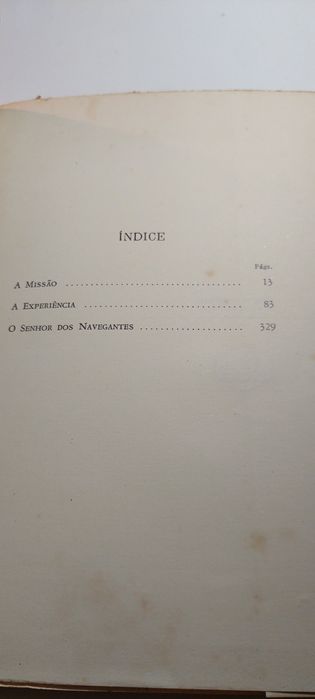 ÍNDICE
Págs.
A Missão ................................... 13
A Experiência ............................... 83
O Senhor dos Navegantes .................... 329